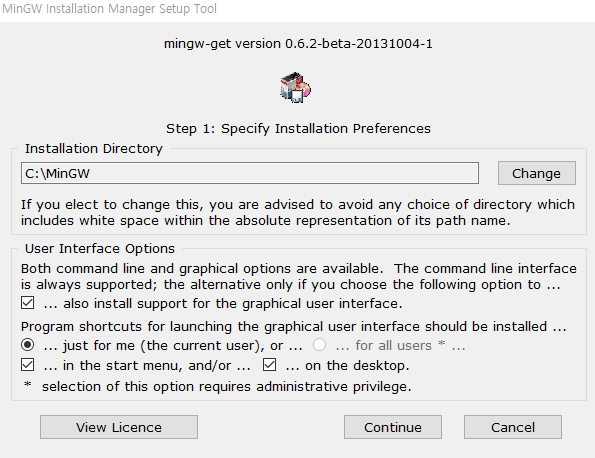 MinGW Installation Manager Setup Tool
mingw-get version 0.6.2-beta-20131004-1
Step 1: Specify Installation Preferences
Installation Directory
C:\MinGW
Change
If you elect to change this, you are advised to avoid any choice of directory which
includes white space within the absolute representation of its path name.
User Interface Options
Both command line and graphical options are available.  The command line interface
is always supported; the alternative only if you choose the following option to ...
... also install support for the graphical user interface.
Program shortcuts for launching the graphical user interface should be installed ...
... just for me (the current user), or ... ... for all users * ...
... in the start menu, and/or ... ... on the desktop.
* selection of this option requires administrative privilege.
View Licence Continue Cancel